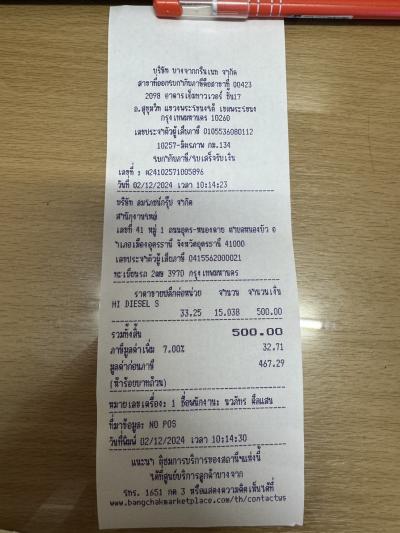 บริษัท บางจากกรีนเนท จำกัด
สาขาที่ออกใบกำกับภาษีคือสาขาที่ 00423
2098 อาคารเอ็มทาวเวอร์ ชั้น17
ถ.สุขุมวิท แขวงพระโขนงใต้ เขตพระโขนง
กรุงเทพมหานคร 10260
เลขประจำตัวผู้เสียภาษี 0105536080112
10257-มิตรภาพ กม.134
ใบกำกับภาษี/ใบเสร็จรับเงิน
เลขที่ : 24102571005896
วันที่ 02/12/2024 เวลา 10:14:23
บริษัท จำกัด
สำนักงานใหญ่
เลขที่ 41 หมู่ 1 ถนนอุดร-หนองคาย ตำบลหนองบัว อ
ำเภอเมืองอุดรธานี จังหวัดอุดรธานี 41000
เลขประจำตัวผู้เสียภาษี 0415562000021
ทะเบียนรถ 2ฒษ 3970 กรุงเทพมหานคร
ราคาขายปลีกต่อหน่วย จำนวน จำนวนเงิน
HI DIESEL S
33.25 15.038 500.00
รวมทั้งสิ้น 500.00
ภาษีมูลค่าเพิ่ม 7.00% 32.71
มูลค่าก่อนภาษี 467.29
(ห้าร้อยบาทถ้วน)
หมายเลขเครื่อง: 1 ชื่อพนักงาน: นวภัทร
ที่มาข้อมูล: NO POS
วันที่พิมพ์ 02/12/2024 เวลา 10:14:30
แนะนำ ติชมการบริการของสถานีฯแห่งนี้
ได้ที่ศูนย์บริการลูกค้าบางจาก
โทร. 1651 กด 3 หรือแสดงความคิดเห็นได้ที่
www.bangchakmarketplace.com/th/contactus